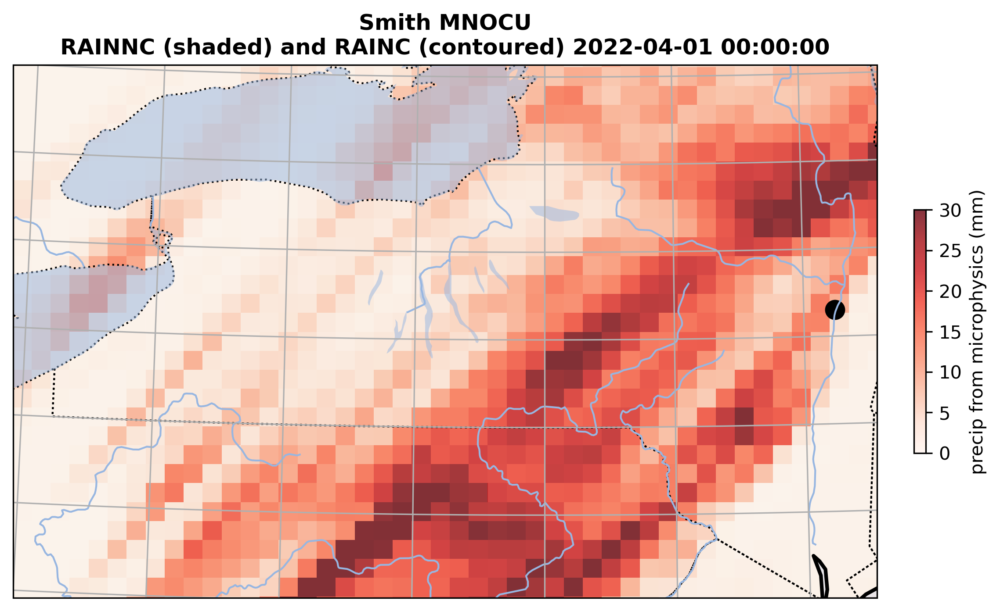 Smith MNOCU
RAINNC (shaded) and RAINC (contoured) 2022-04-01 00:00:00
30
25
20
15
10
5
0
precip from microphysics (mm)